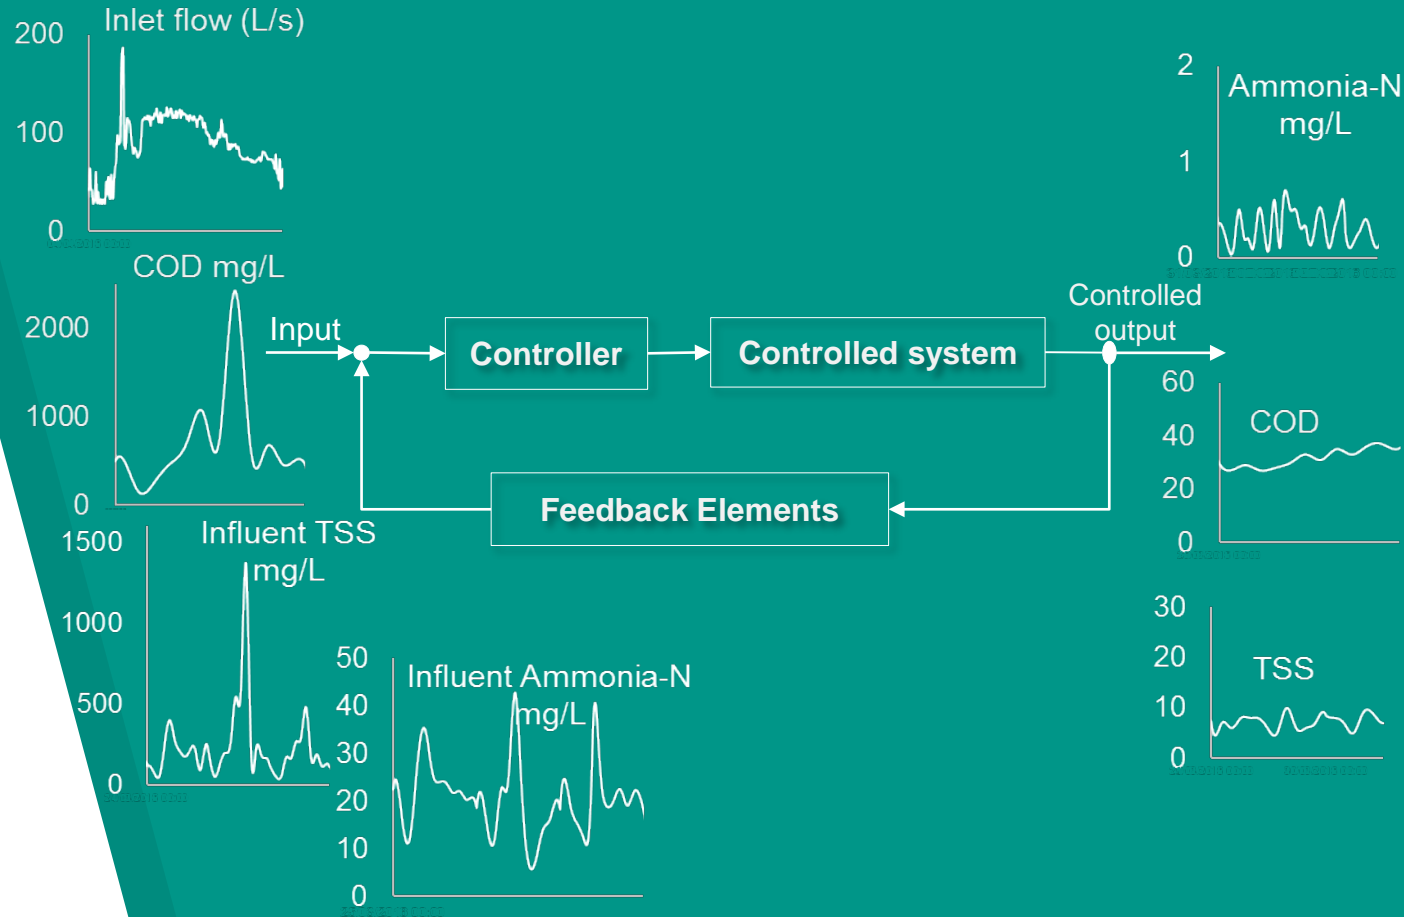 Inlet flow (L/s)
200
100
0
COD mg/L
2000
1000
0
Influent TSS
mg/L
1500
1000
500
0
Influent Ammonia-N
mg/L
50
40
30
20
10
0
Input
Controller
Controlled system
Feedback Elements
Controlled
output
Ammonia-N
mg/L
2
1
0
COD
60
40
20
0
TSS
30
20
10
0